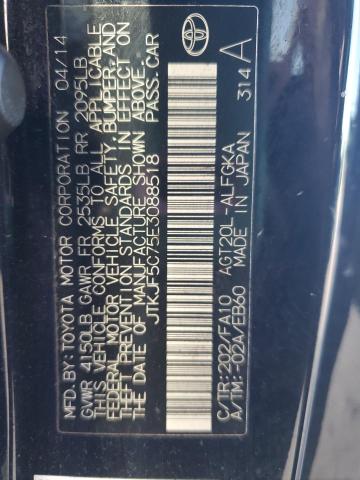 MFD.BY: TOYOTA MOTOR CORPORATION 04/14
GVWR 4150LB GAWR FR 2535LB RR 2095LB
THIS VEHICLE CONFORMS TO ALL APPLICABLE
FEDERAL MOTOR VEHICLE SAFETY, BUMPER, AND
THEFT PREVENTION STANDARDS IN EFFECT ON
THE DATE OF MANUFACTURE SHOWN ABOVE.
JTKJF5C75E3088518 PASS.CAR
C/TR:202/FA10 AGT20L-ALFGKA
A/TM:-02A/EB60 MADE IN JAPAN 314 A
TOYOTA